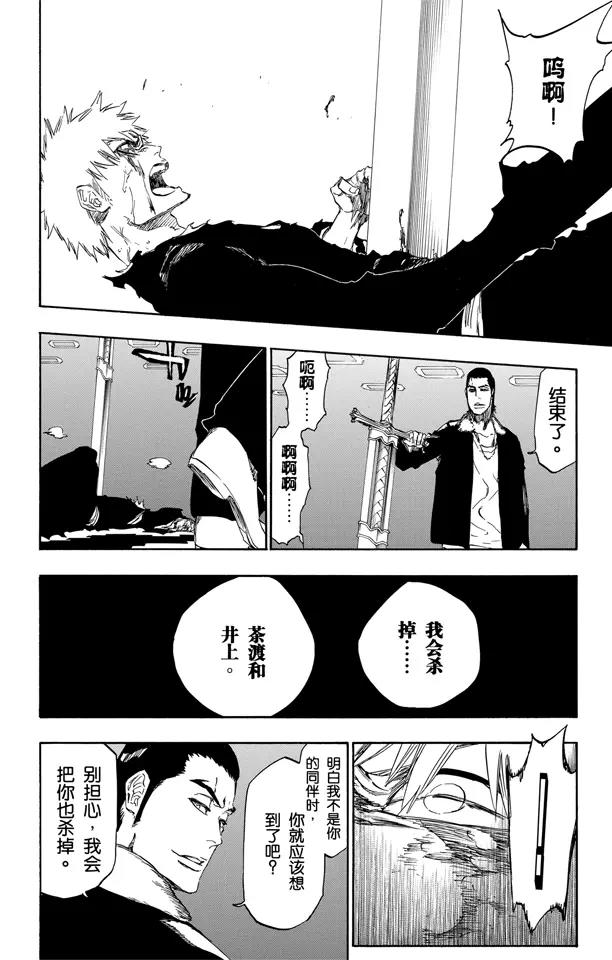 呜啊！
结束了。
呃啊……
啊啊啊……
我会杀
掉……
茶渡和
井上。
明白我不是你
的同伴时，
你就应该想
到了吧？
别担心，我会
把你也杀掉。